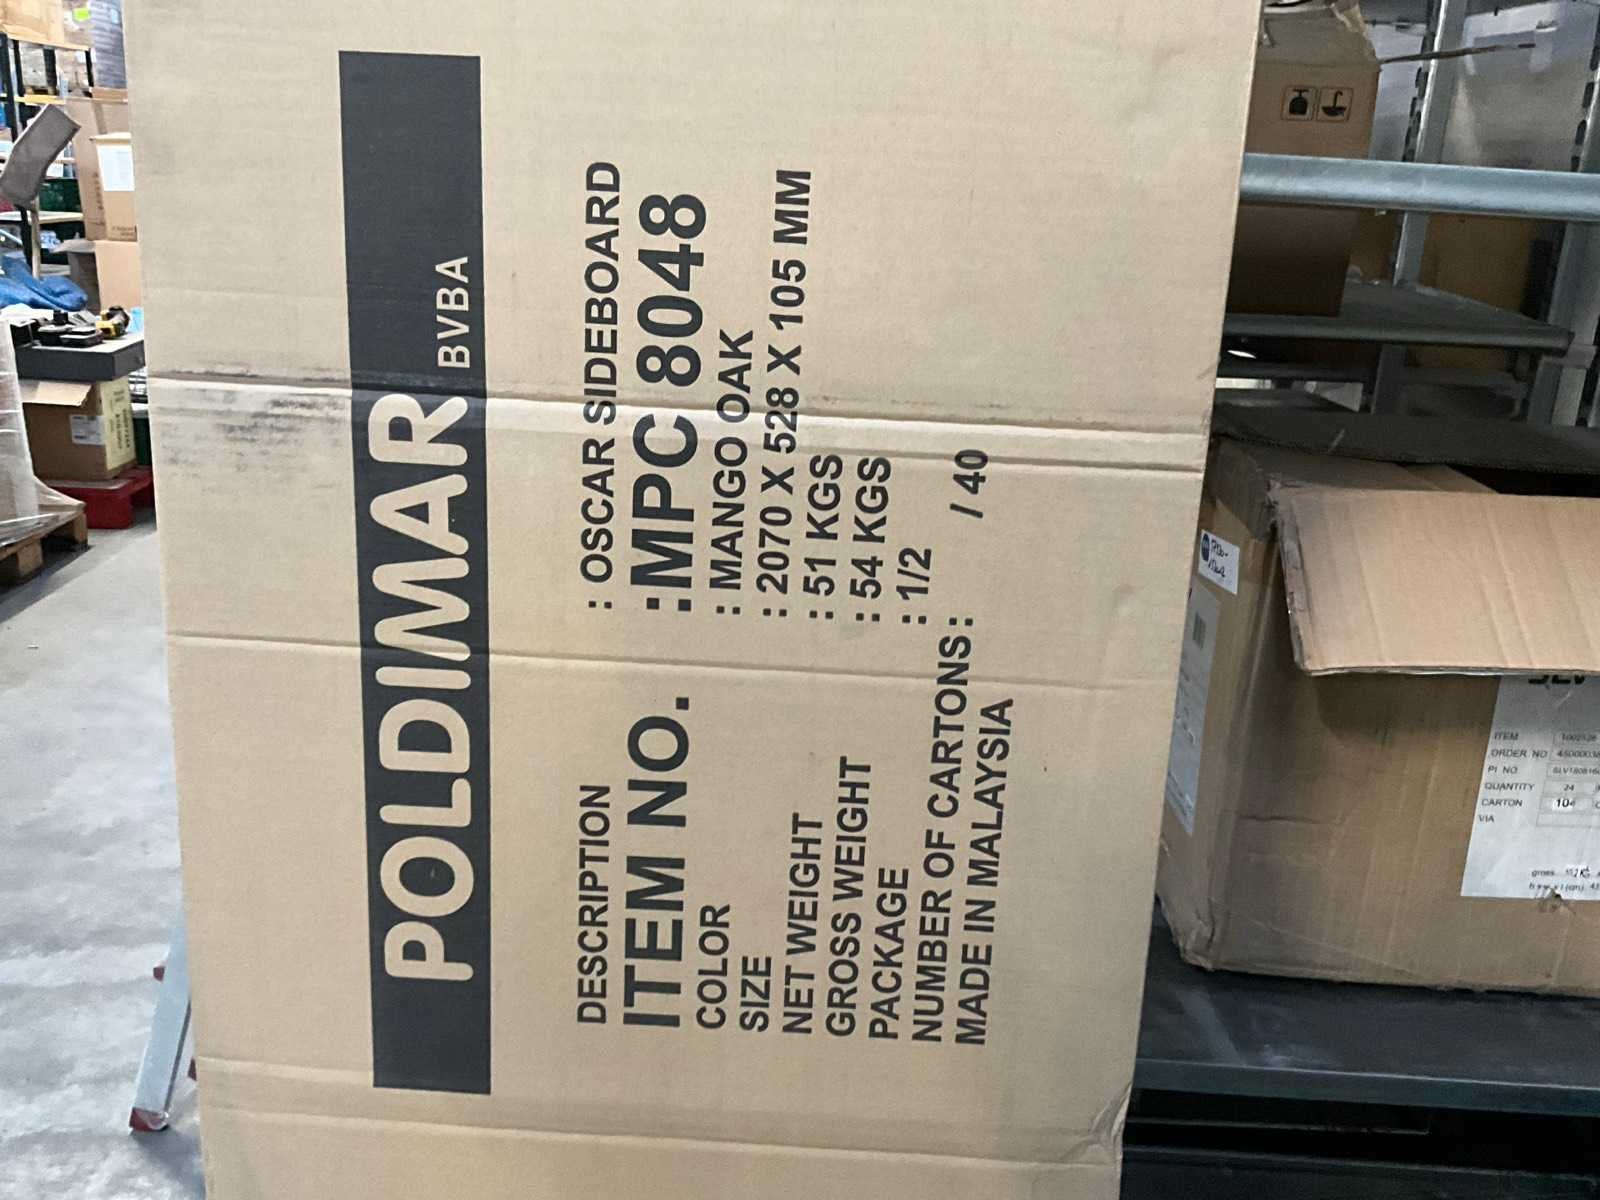 POLDIMAR BVBA
DESCRIPTION : OSCAR SIDEBOARD
ITEM NO. : MPC 8048
COLOR : MANGO OAK
SIZE : 2070 X 528 X 105 MM
NET WEIGHT : 51 KGS
GROSS WEIGHT : 54 KGS
PACKAGE : 1/2
NUMBER OF CARTONS : / 40
MADE IN MALAYSIA
ITEM 1002126
ORDER NO
PI NO
QUANTITY 24
CARTON 104
VIA
gross